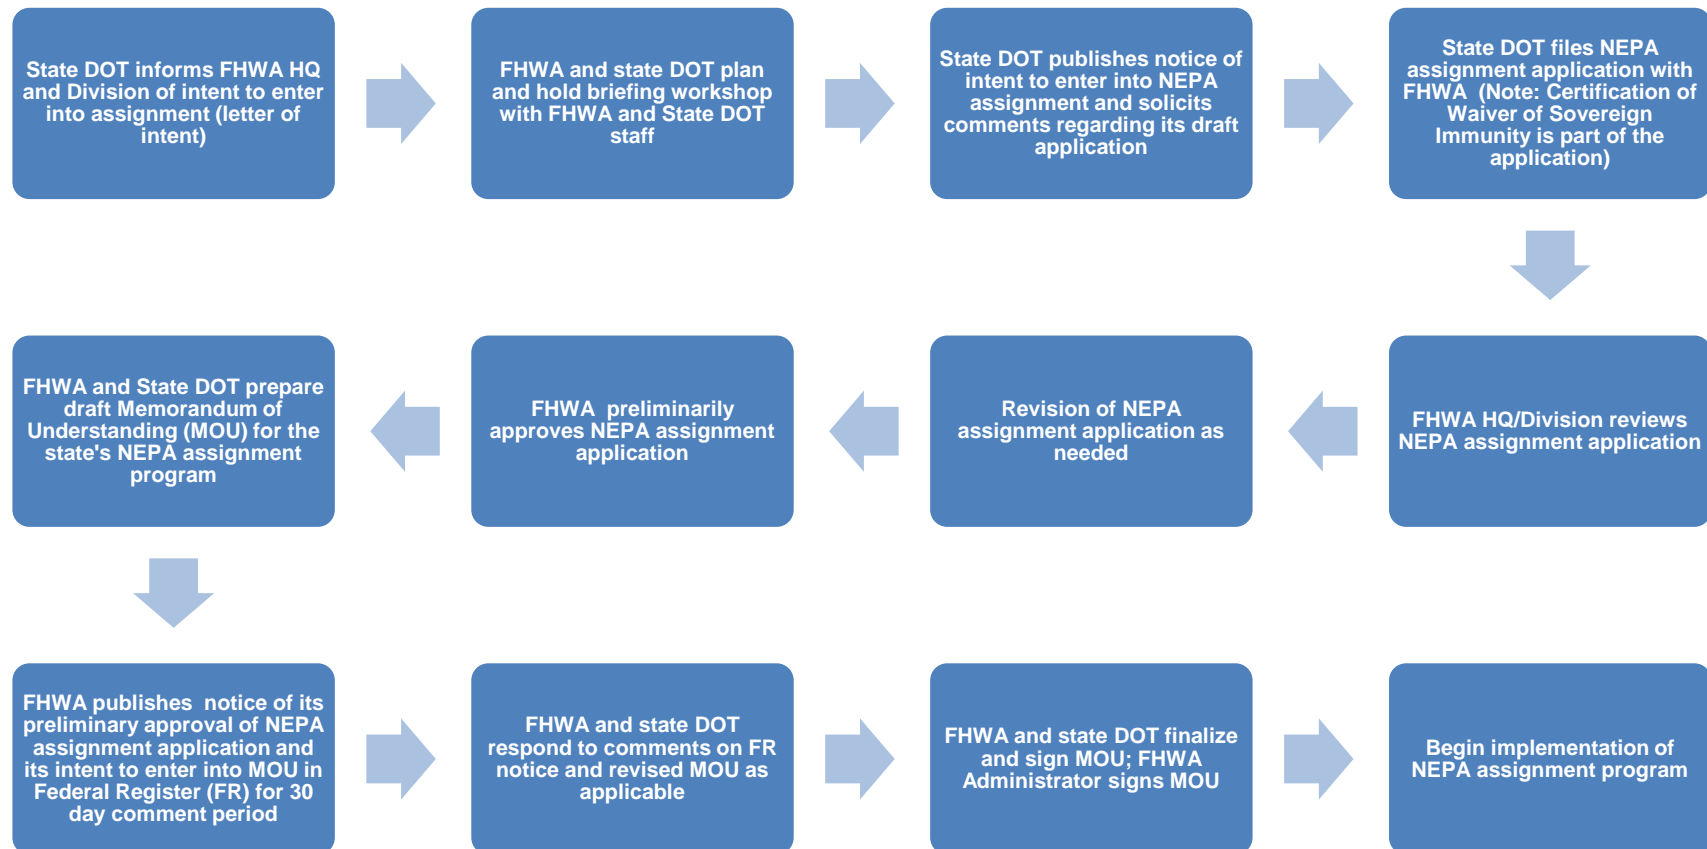 State DOT informs FHWA HQ
and Division of intent to enter
into assignment (letter of
intent)
FHWA and state DOT plan
and hold briefing workshop
with FHWA and State DOT
staff
State DOT publishes notice of
intent to enter into NEPA
assignment and solicits
comments regarding its draft
application
State DOT files NEPA
assignment application with
FHWA (Note: Certification of
Waiver of Sovereign
Immunity is part of the
application)
FHWA HQ/Division reviews
NEPA assignment application
Revision of NEPA
assignment application as
needed
FHWA preliminarily
approves NEPA assignment
application
FHWA and State DOT prepare
draft Memorandum of
Understanding (MOU) for the
state's NEPA assignment
program
FHWA publishes notice of its
preliminary approval of NEPA
assignment application and
its intent to enter into MOU in
Federal Register (FR) for 30
day comment period
FHWA and state DOT
respond to comments on FR
notice and revised MOU as
applicable
FHWA and state DOT finalize
and sign MOU; FHWA
Administrator signs MOU
Begin implementation of
NEPA assignment program